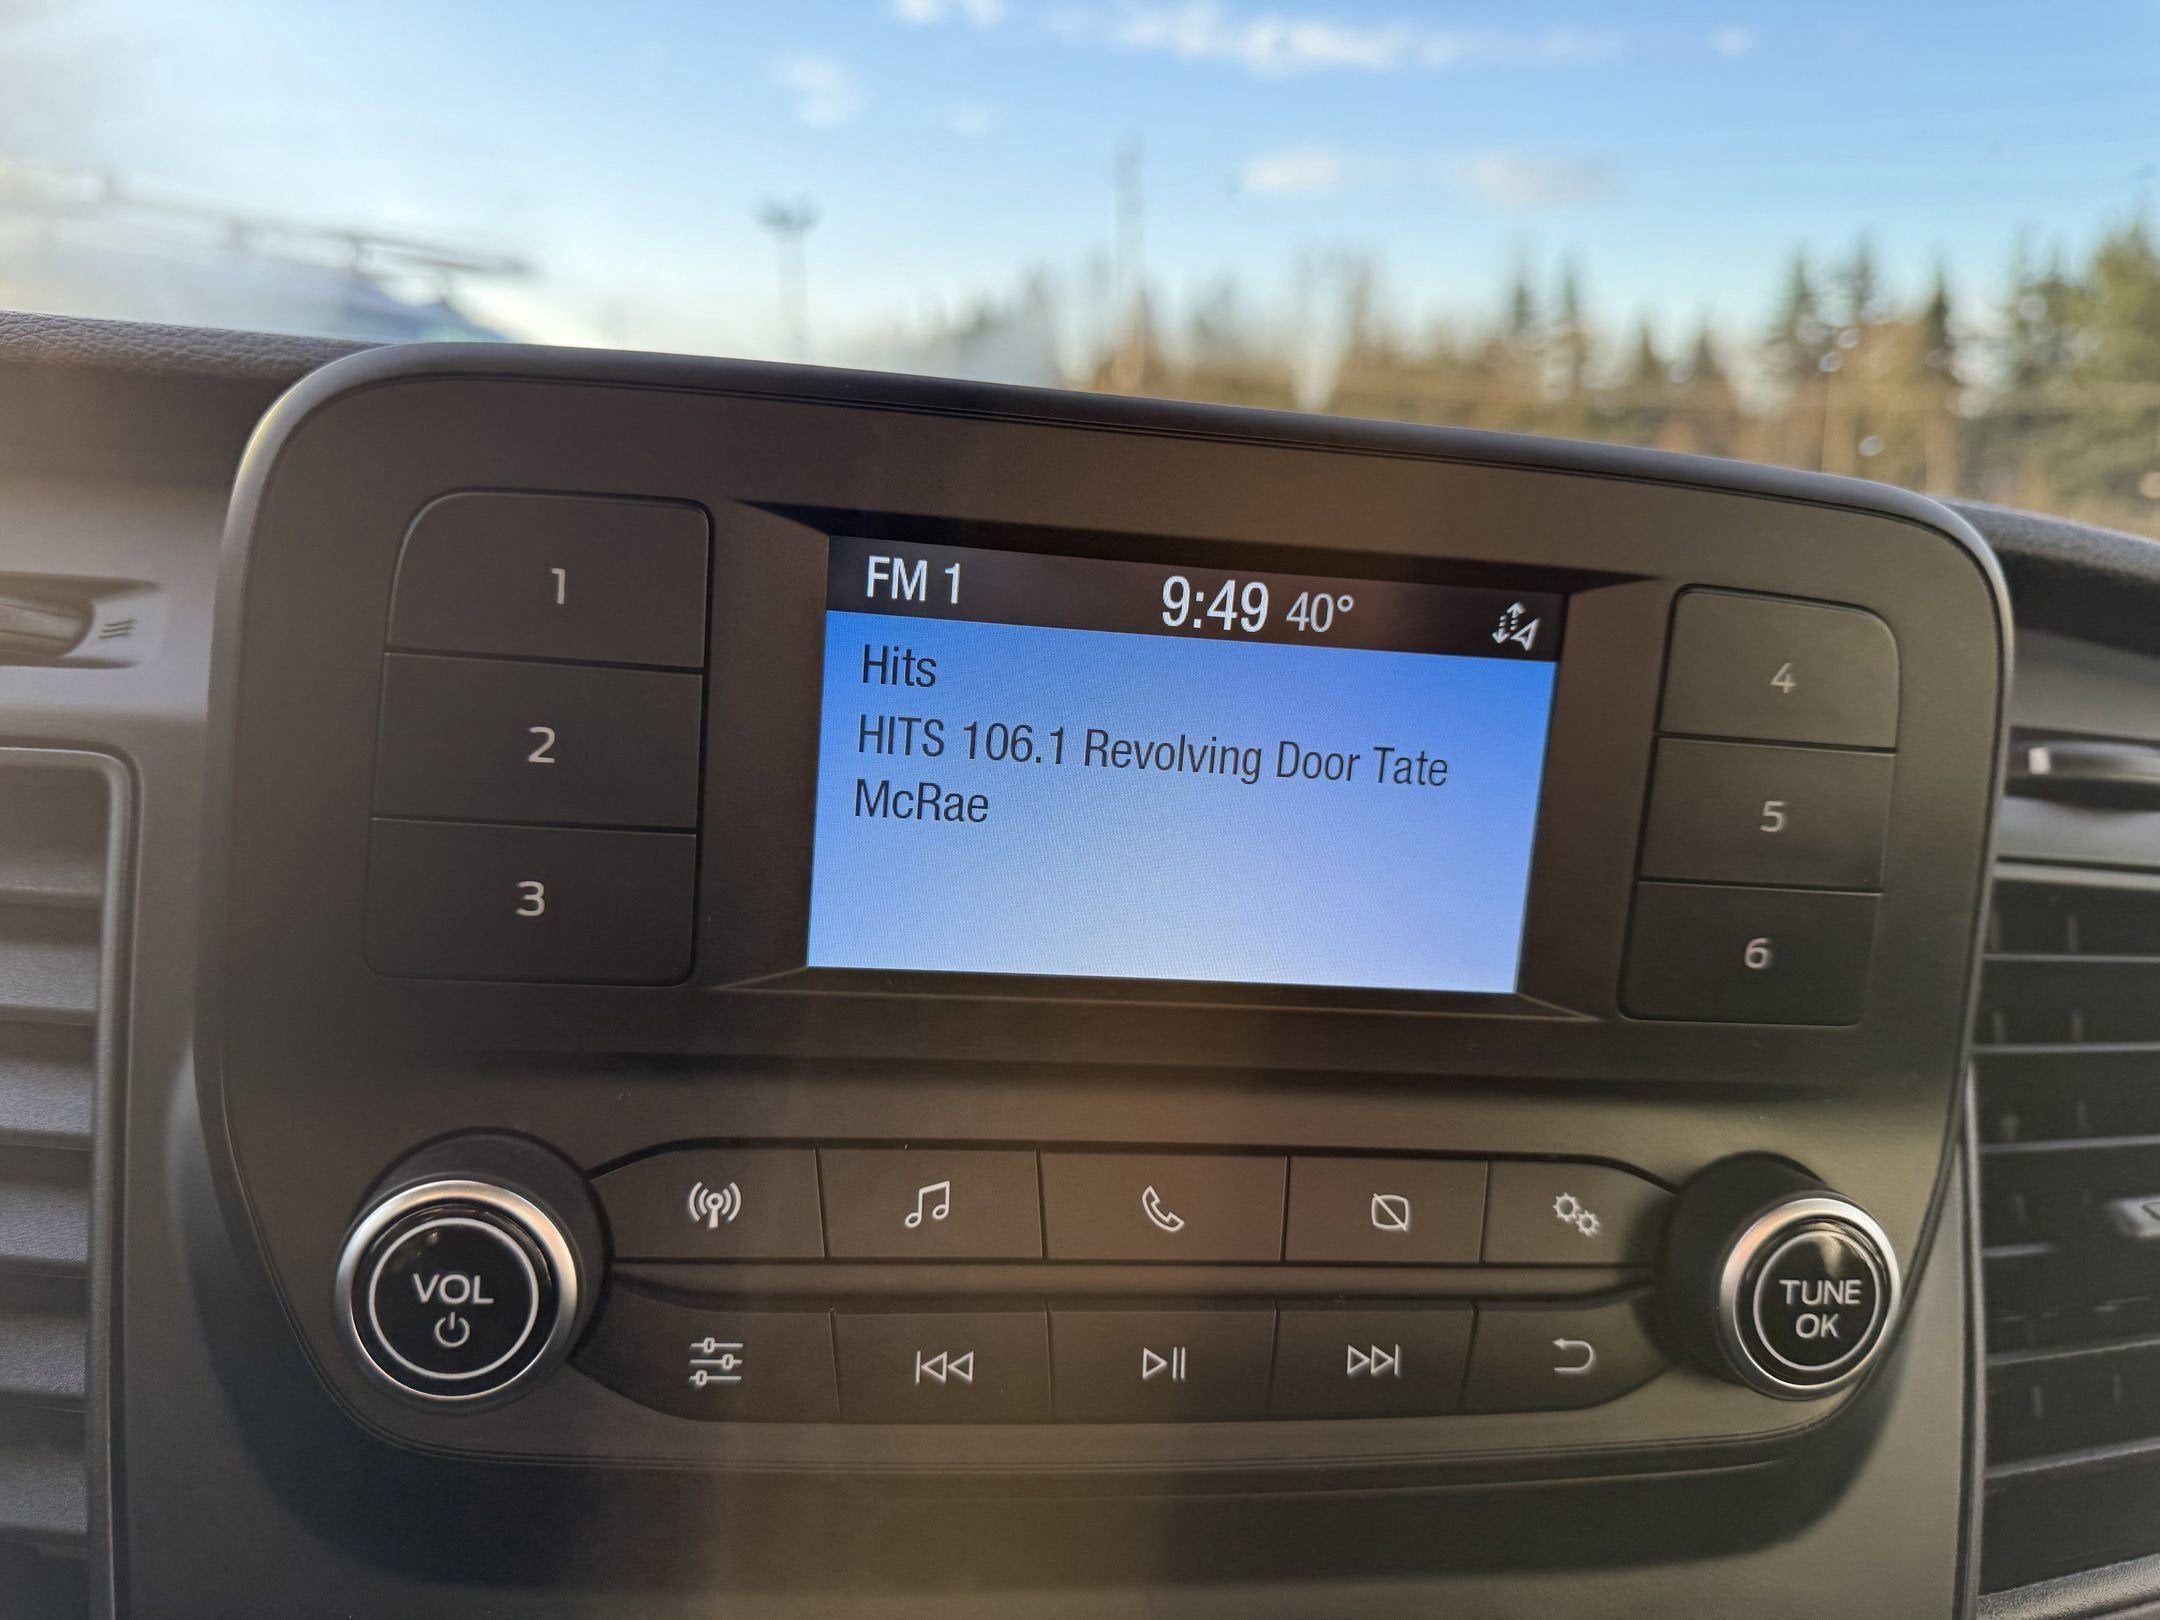 FM 1 9:49 40°
Hits
HITS 106.1 Revolving Door Tate
McRae
1
2
3
4
5
6
VOL
TUNE
OK